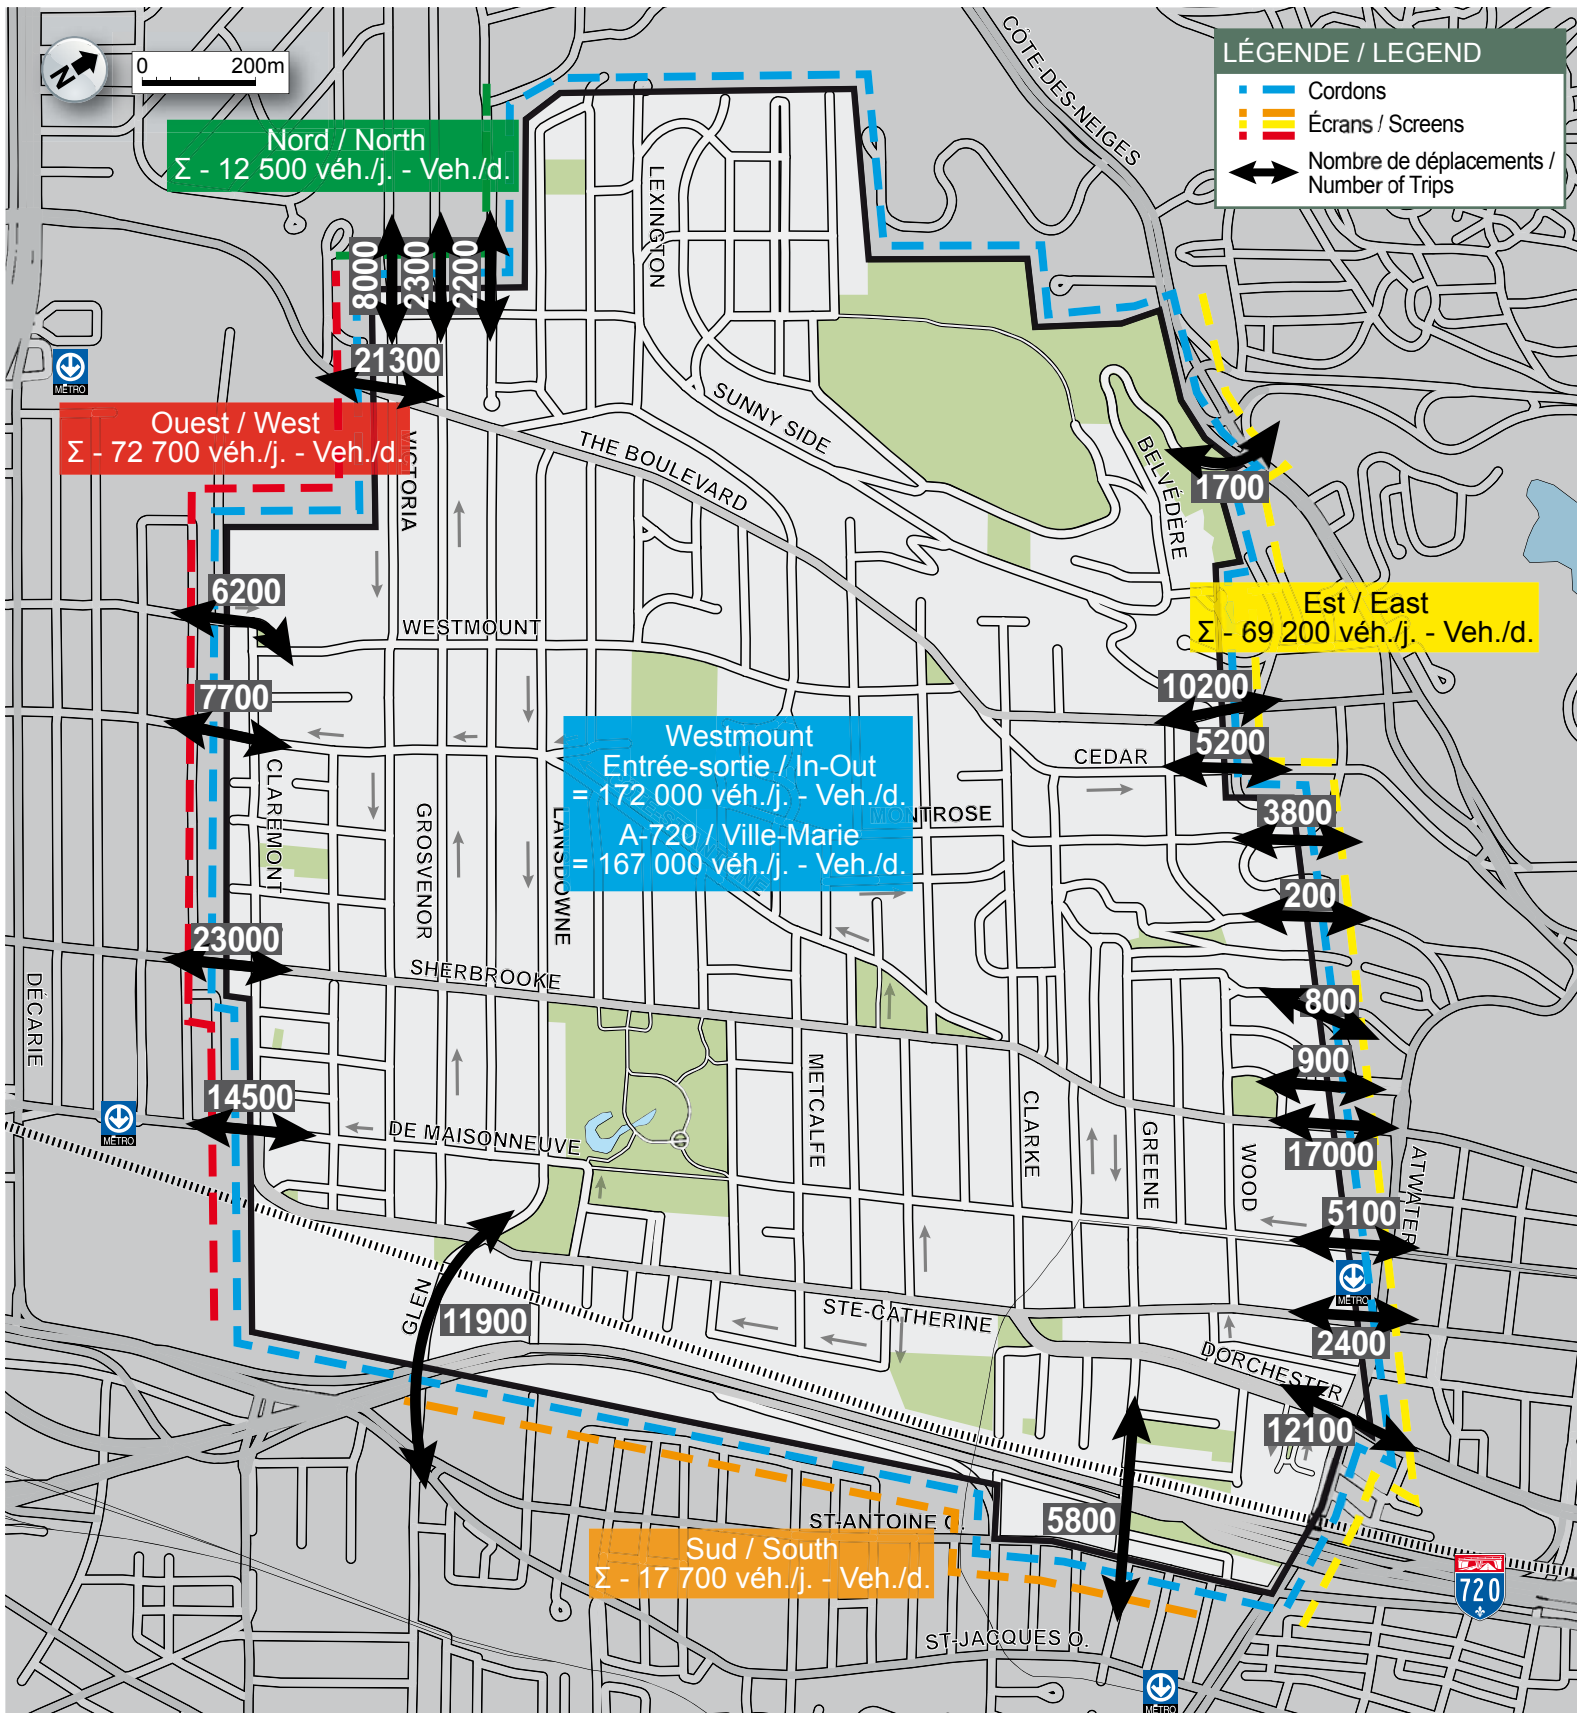 N
0 200m
LÉGENDE / LEGEND
Cordons
Écrans / Screens
Nombre de déplacements /
Number of Trips
CÔTE-DES-NEIGES
Nord / North
Σ - 12 500 véh./j. - Veh./d.
LEXINGTON
8000
2300
2200
21300
MÉTRO
Ouest / West
Σ - 72 700 véh./j. - Veh./d.
VICTORIA
SUNNY SIDE
THE BOULEVARD
BELVÉDÈRE
1700
6200
WESTMOUNT
Est / East
Σ - 69 200 véh./j. - Veh./d.
7700
10200
5200
CEDAR
Westmount
Entrée-sortie / In-Out
= 172 000 véh./j. - Veh./d.
A-720 / Ville-Marie
= 167 000 véh./j. - Veh./d.
MONTROSE
3800
CLAREMONT
GROSVENOR
LANSDOWNE
200
23000
SHERBROOKE
DÉCARIE
800
900
METCALFE
CLARKE
GREENE
WOOD
ATWATER
14500
MÉTRO
DE MAISONNEUVE
17000
5100
MÉTRO
GLEN
11900
STE-CATHERINE
2400
DORCHESTER
12100
5800
ST-ANTOINE O.
Sud / South
Σ - 17 700 véh./j. - Veh./d.
720
ST-JACQUES O.
MÉTRO